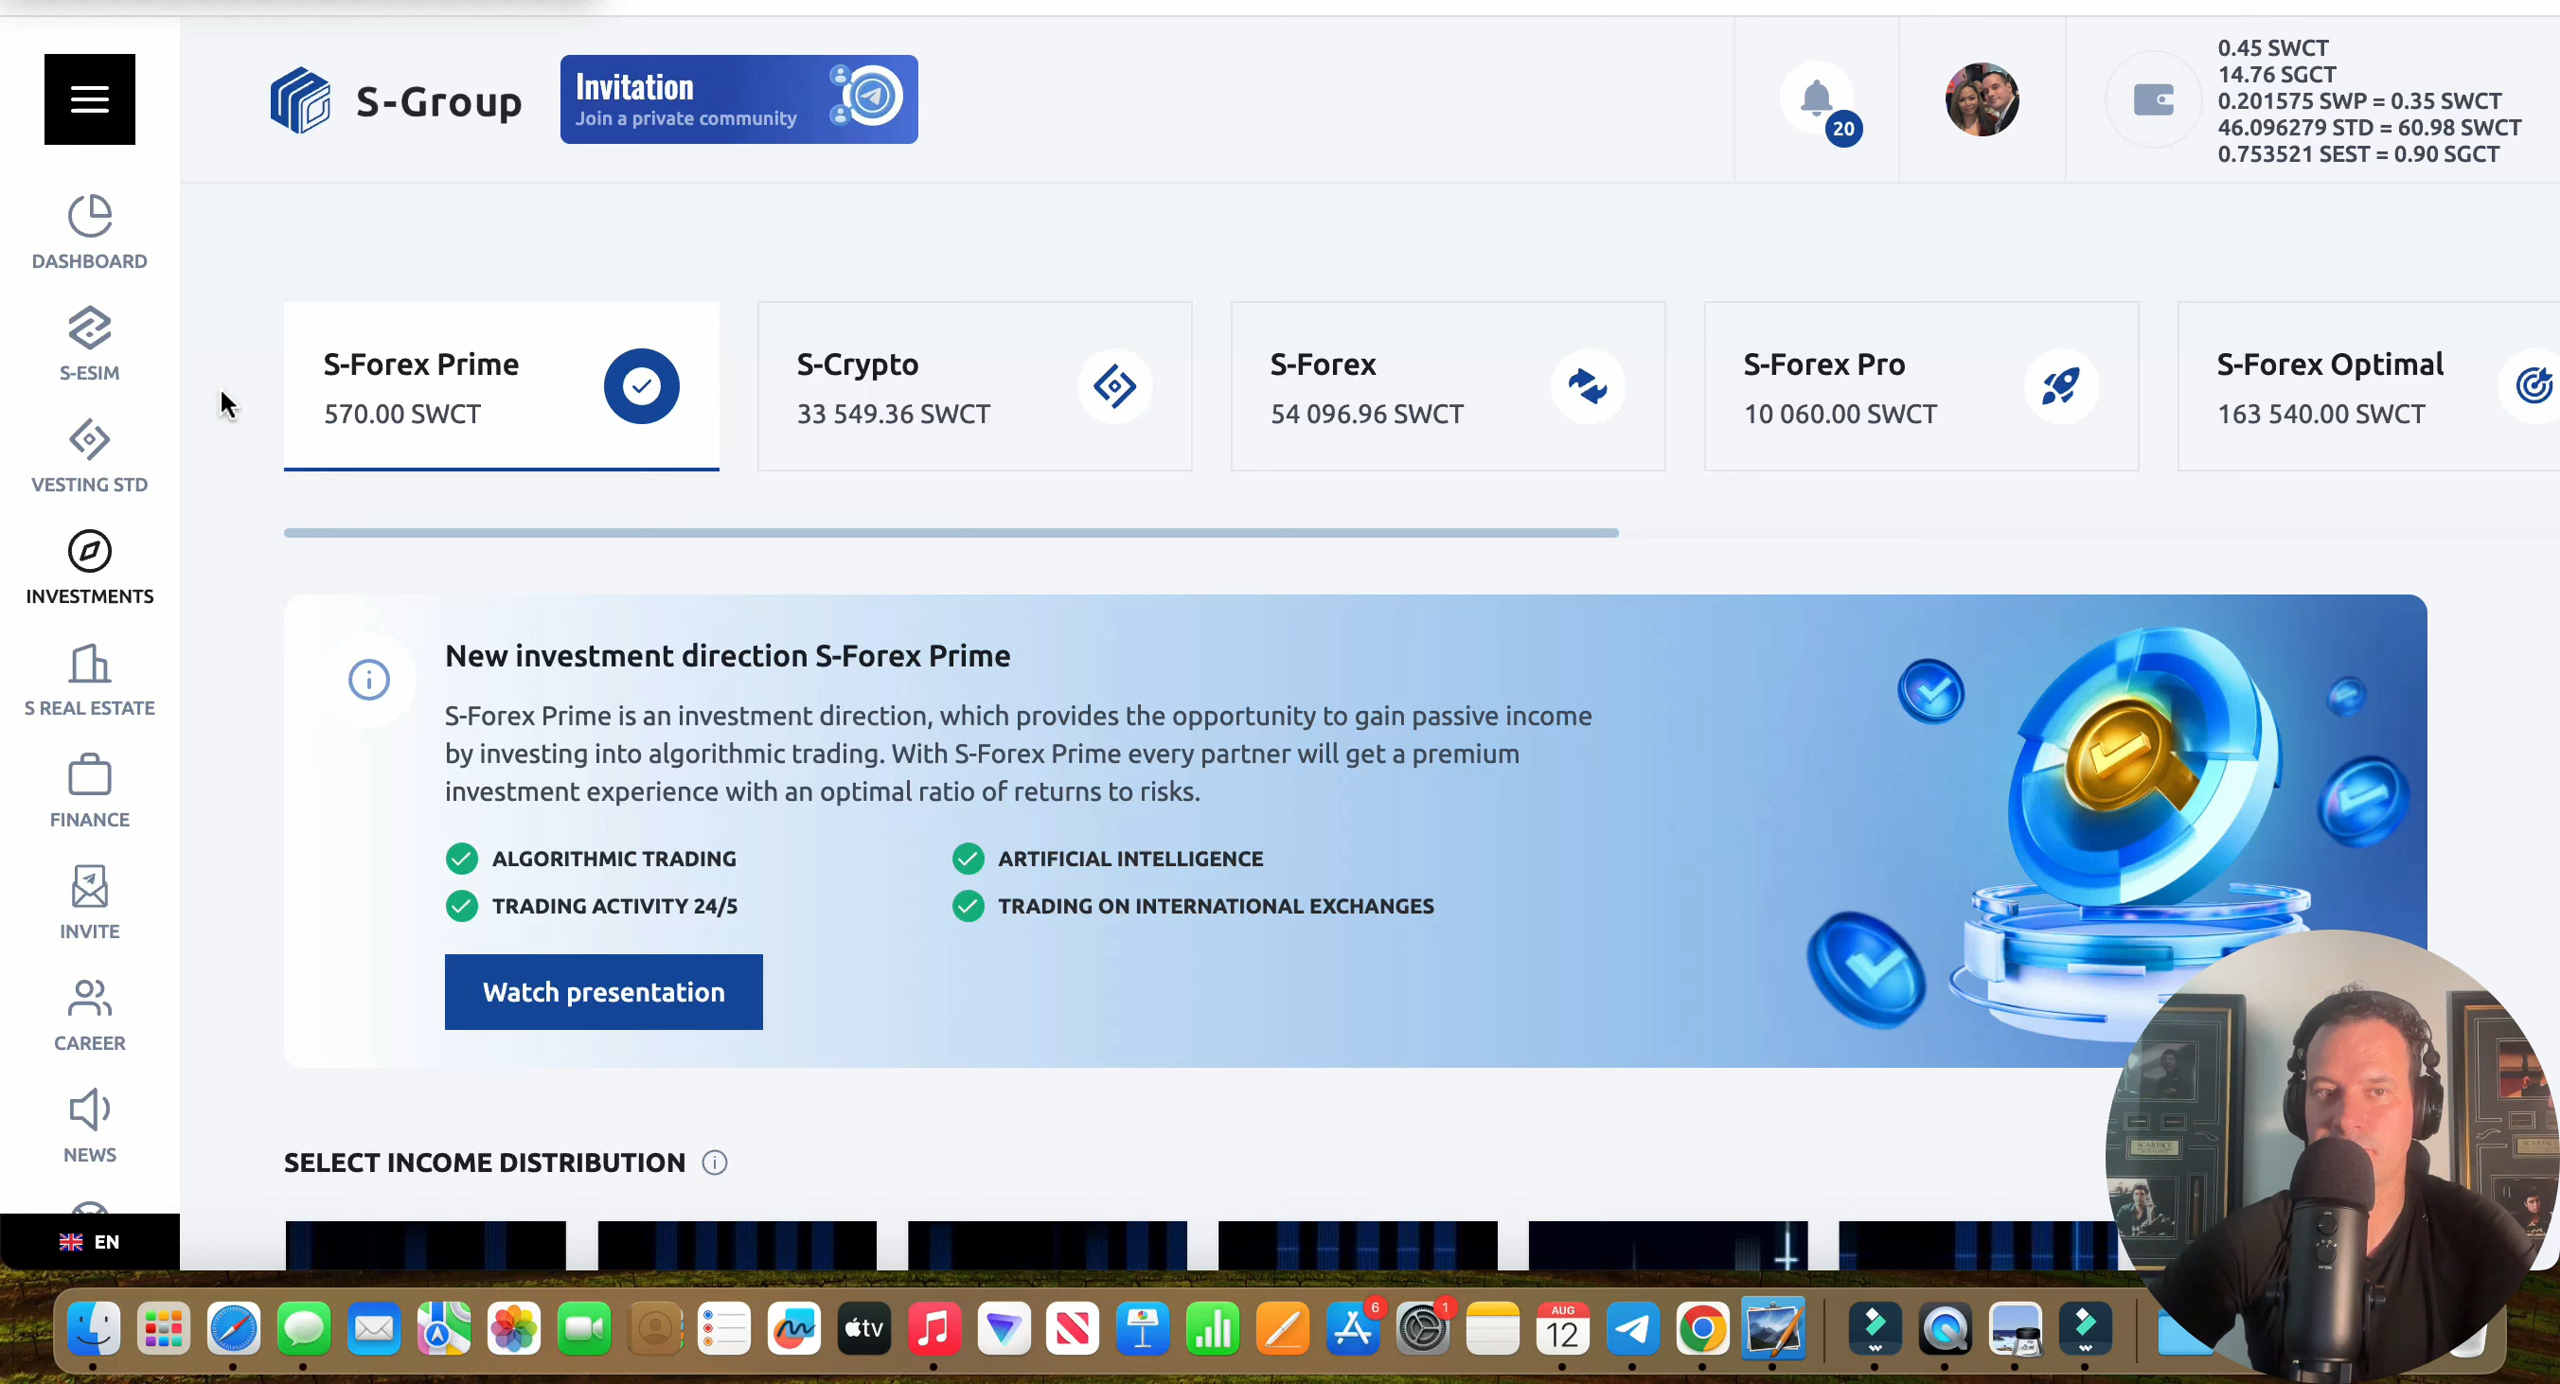 S-Group
Invitation
Join a private community
20
0.45 SWCT
14.76 SGCT
0.201575 SWP = 0.35 SWCT
46.096279 STD = 60.98 SWCT
0.753521 SEST = 0.90 SGCT
DASHBOARD
S-ESIM
VESTING STD
INVESTMENTS
S REAL ESTATE
FINANCE
INVITE
CAREER
NEWS
EN
S-Forex Prime
570.00 SWCT
S-Crypto
33 549.36 SWCT
S-Forex
54 096.96 SWCT
S-Forex Pro
10 060.00 SWCT
S-Forex Optimal
163 540.00 SWCT
New investment direction S-Forex Prime
S-Forex Prime is an investment direction, which provides the opportunity to gain passive income
by investing into algorithmic trading. With S-Forex Prime every partner will get a premium
investment experience with an optimal ratio of returns to risks.
ALGORITHMIC TRADING
ARTIFICIAL INTELLIGENCE
TRADING ACTIVITY 24/5
TRADING ON INTERNATIONAL EXCHANGES
Watch presentation
SELECT INCOME DISTRIBUTION
tv
6
1
AUG
12